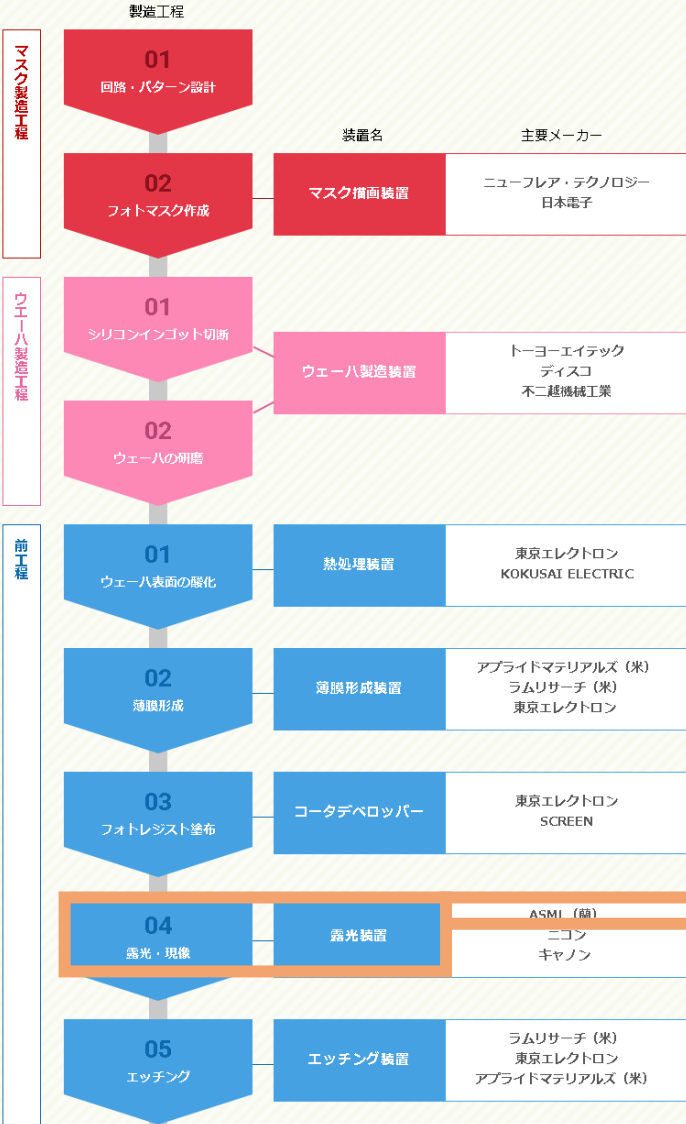 製造工程
マスク製造工程
01
回路・パターン設計
装置名
主要メーカー
02
フォトマスク作成
マスク描画装置
ニューフレア・テクノロジー
日本電子
ウエーハ製造工程
01
シリコンインゴット切断
ウェーハ製造装置
トーヨーエイテック
ディスコ
不二越機械工業
02
ウェーハの研磨
前工程
01
ウェーハ表面の酸化
熱処理装置
東京エレクトロン
KOKUSAI ELECTRIC
02
薄膜形成
薄膜形成装置
アプライドマテリアルズ（米）
ラムリサーチ（米）
東京エレクトロン
03
フォトレジスト塗布
コータデベロッパー
東京エレクトロン
SCREEN
04
露光・現像
露光装置
ASML（蘭）
ニコン
キヤノン
05
エッチング
エッチング装置
ラムリサーチ（米）
東京エレクトロン
アプライドマテリアルズ（米）